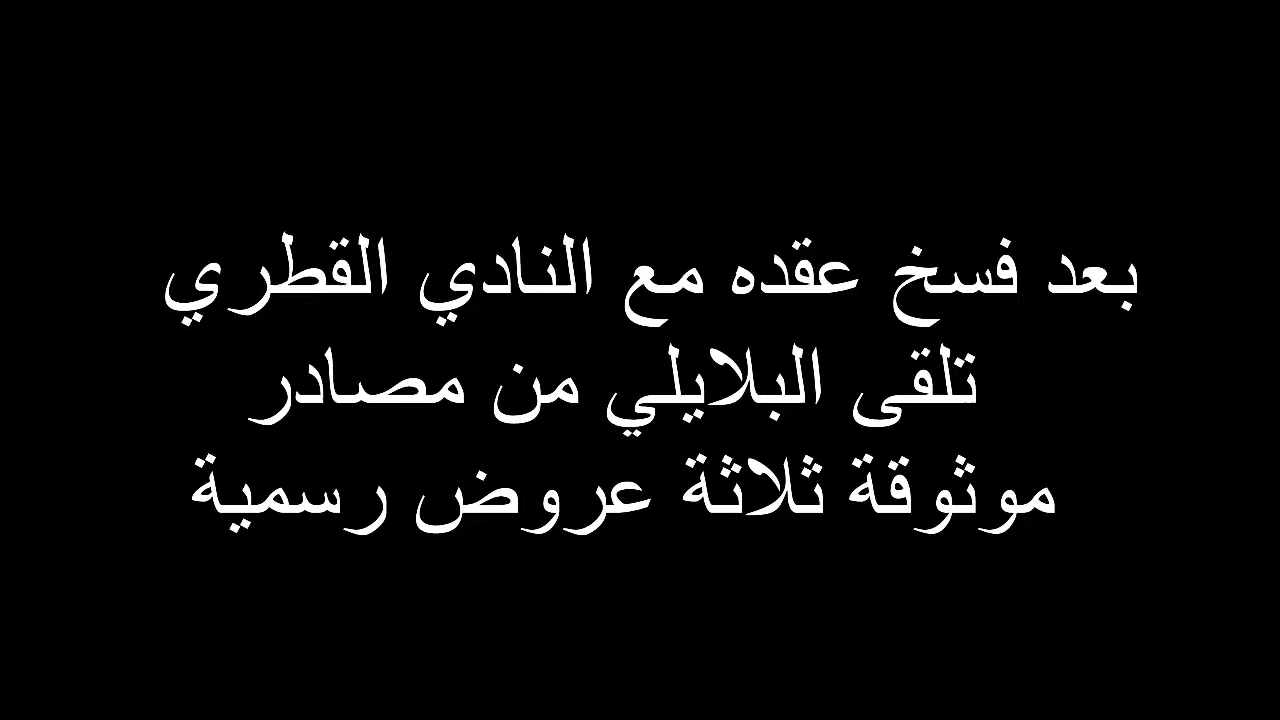 بعد فسخ عقده مع النادي القطري
تلقى البلايلي من مصادر
موثوقة ثلاثة عروض رسمية